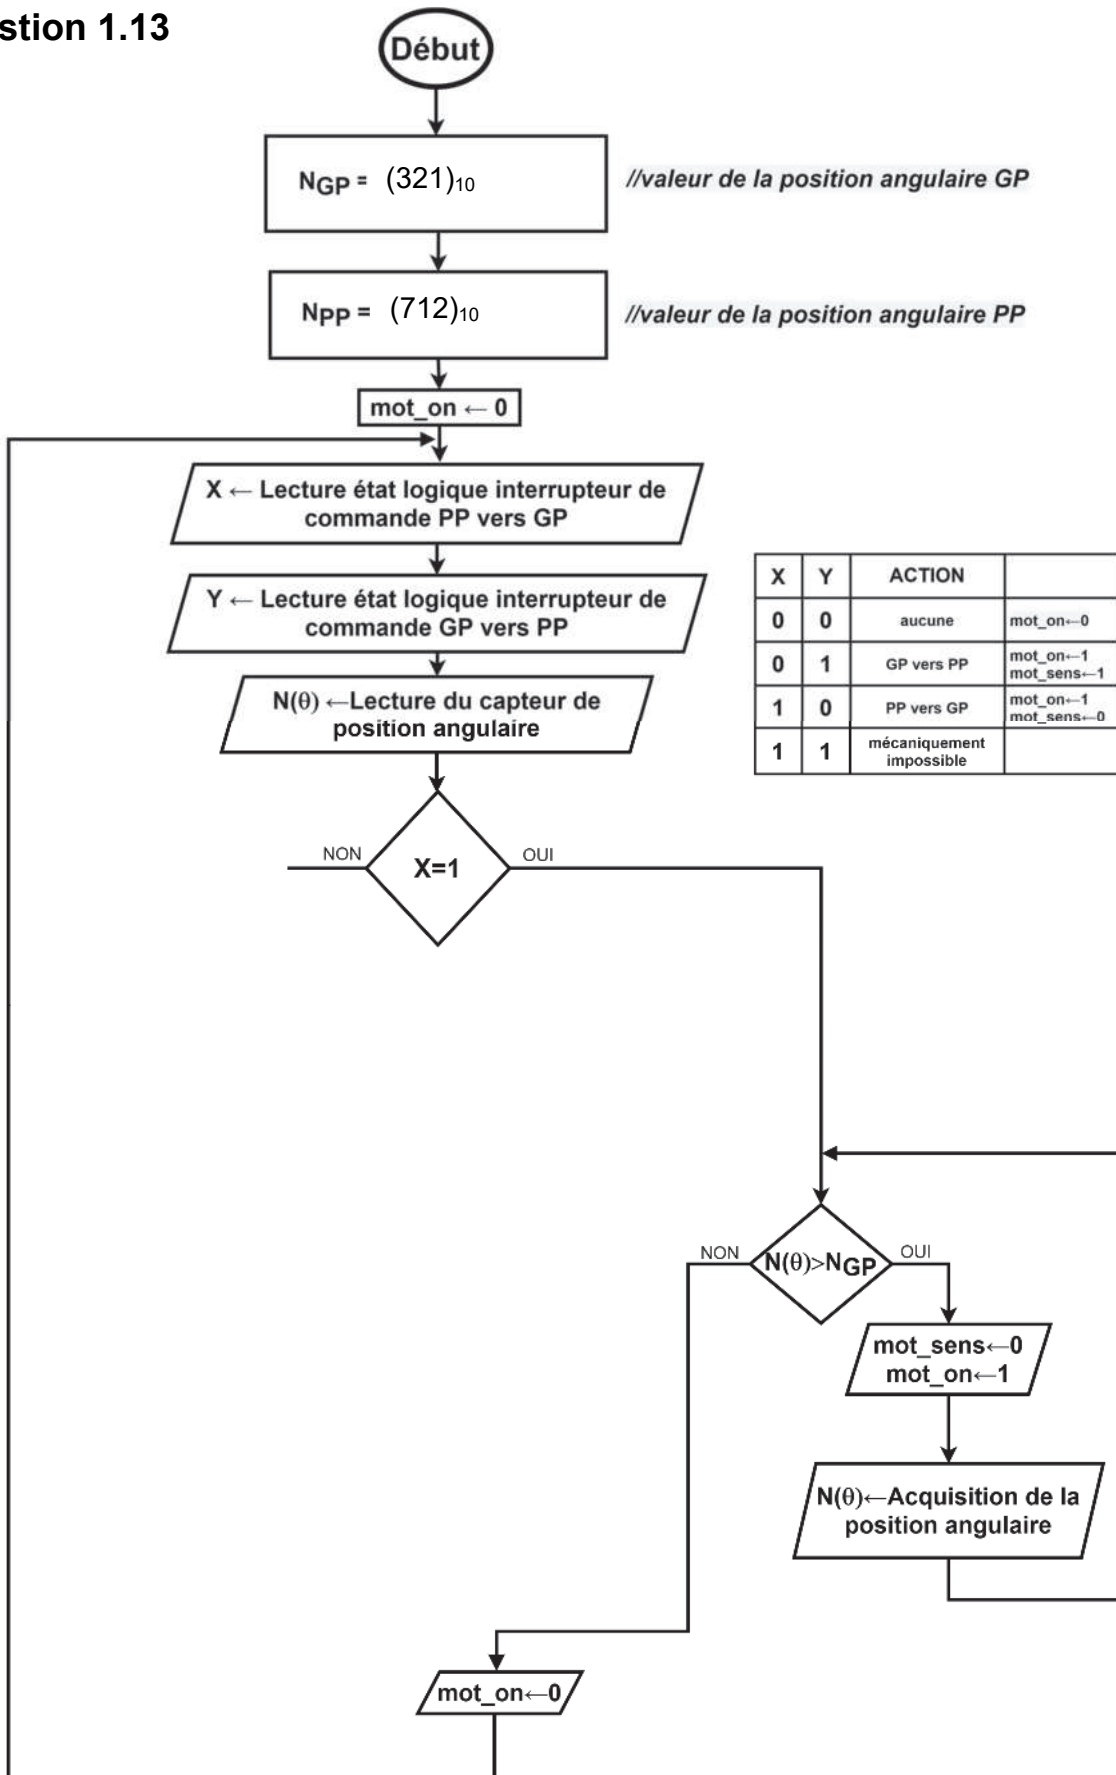 stion 1.13
Début
NGP = (321)10
//valeur de la position angulaire GP
NPP = (712)10
//valeur de la position angulaire PP
mot_on ← 0
X ← Lecture état logique interrupteur de
commande PP vers GP
Y ← Lecture état logique interrupteur de
commande GP vers PP
N(θ) ←Lecture du capteur de
position angulaire
X Y ACTION
0 0 aucune mot_on←0
0 1 GP vers PP mot_on←1
mot_sens←1
1 0 PP vers GP mot_on←1
mot_sens←0
1 1 mécaniquement
impossible
NON X=1 OUI
NON N(θ)>NGP OUI
mot_sens←0
mot_on←1
N(θ)←Acquisition de la
position angulaire
mot_on←0